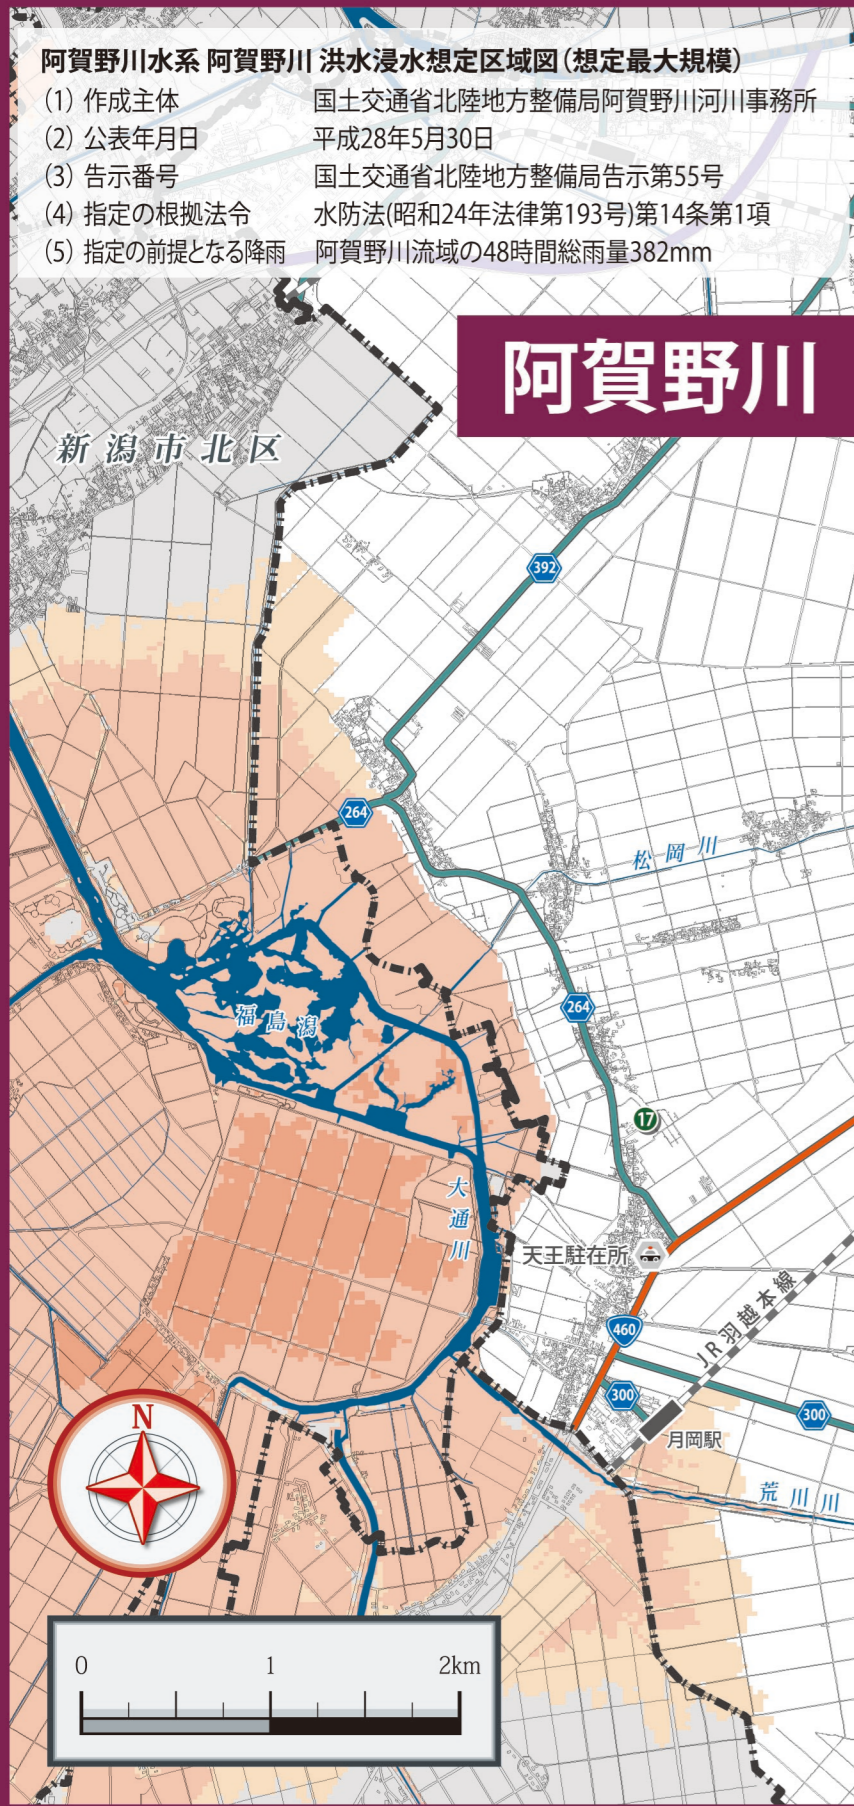 阿賀野川水系 阿賀野川 洪水浸水想定区域図(想定最大規模)
(1) 作成主体 国土交通省北陸地方整備局阿賀野川河川事務所
(2) 公表年月日 平成28年5月30日
(3) 告示番号 国土交通省北陸地方整備局告示第55号
(4) 指定の根拠法令 水防法(昭和24年法律第193号)第14条第1項
(5) 指定の前提となる降雨 阿賀野川流域の48時間総雨量382mm
阿賀野川
新潟市北区
392
264
松岡川
264
福島潟
17
大通川
天王駐在所
460
JR羽越本線
300
300
月岡駅
荒川川
N
0 1 2km